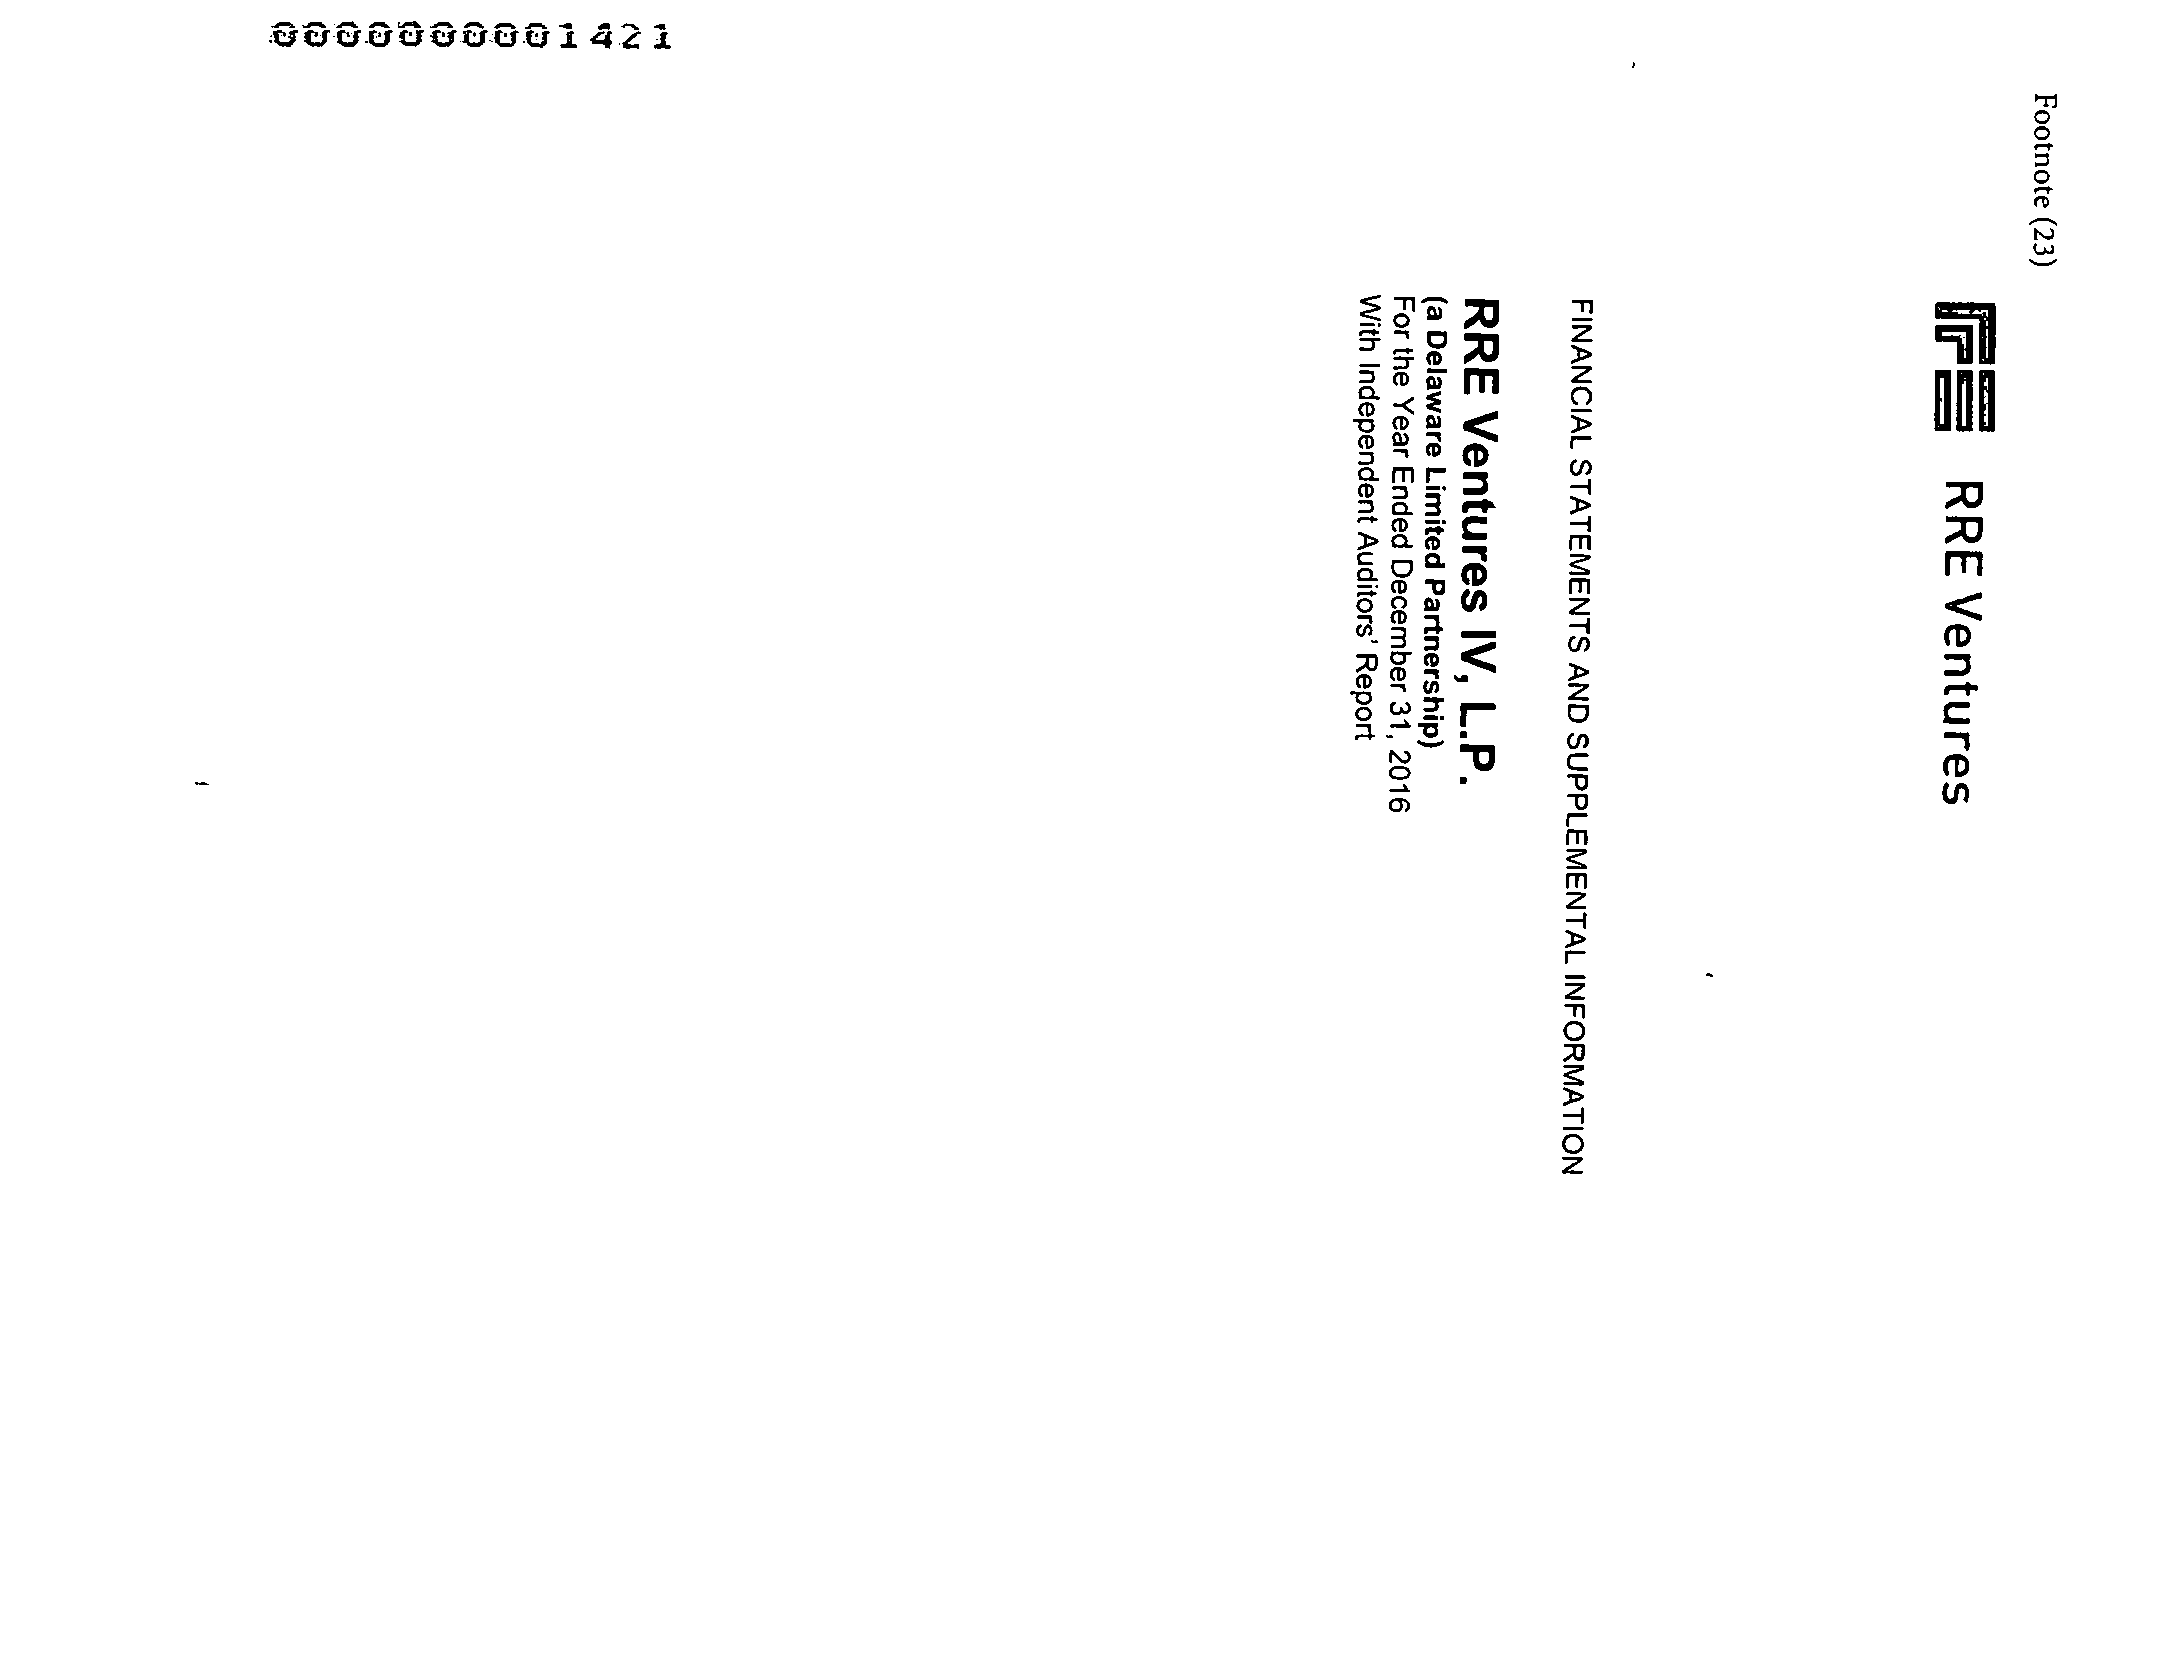 000000001421
Footnote (23)
RRE Ventures
FINANCIAL STATEMENTS AND SUPPLEMENTAL INFORMATION
RRE Ventures IV, L.P.
(a Delaware Limited Partnership)
For the Year Ended December 31, 2016
With Independent Auditors' Report